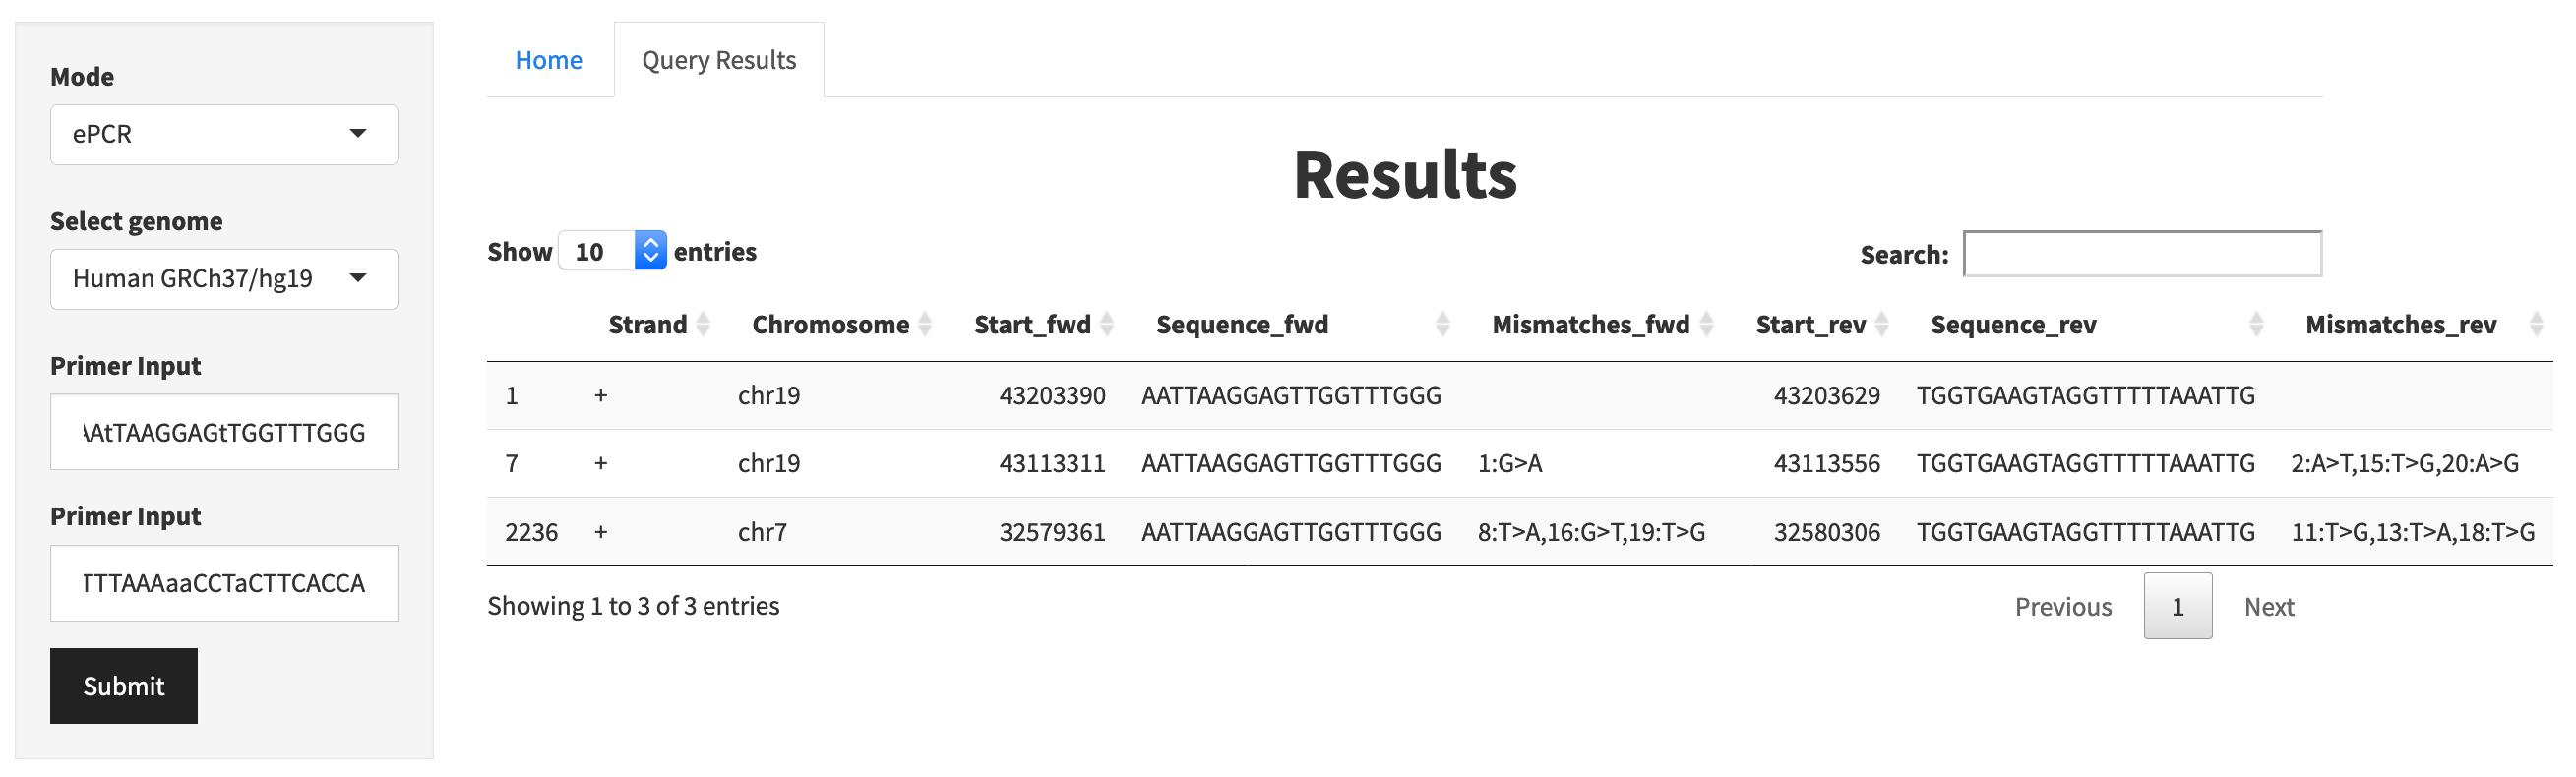 Mode
ePCR
Select genome
Human GRCh37/hg19
Primer Input
AtTAAGGAGtTGGTTTGGG
Primer Input
TTTAAAaaCCTaCTTCACCA
Submit
Home Query Results
Results
Show 10 entries Search:
Strand Chromosome Start_fwd Sequence_fwd Mismatches_fwd Start_rev Sequence_rev Mismatches_rev
1 + chr19 43203390 AATTAAGGAGTTGGTTTGGG 43203629 TGGTGAAGTAGGTTTTTAAATTG
7 + chr19 43113311 AATTAAGGAGTTGGTTTGGG 1:G>A 43113556 TGGTGAAGTAGGTTTTTAAATTG 2:A>T,15:T>G,20:A>G
2236 + chr7 32579361 AATTAAGGAGTTGGTTTGGG 8:T>A,16:G>T,19:T>G 32580306 TGGTGAAGTAGGTTTTTAAATTG 11:T>G,13:T>A,18:T>G
Showing 1 to 3 of 3 entries Previous 1 Next